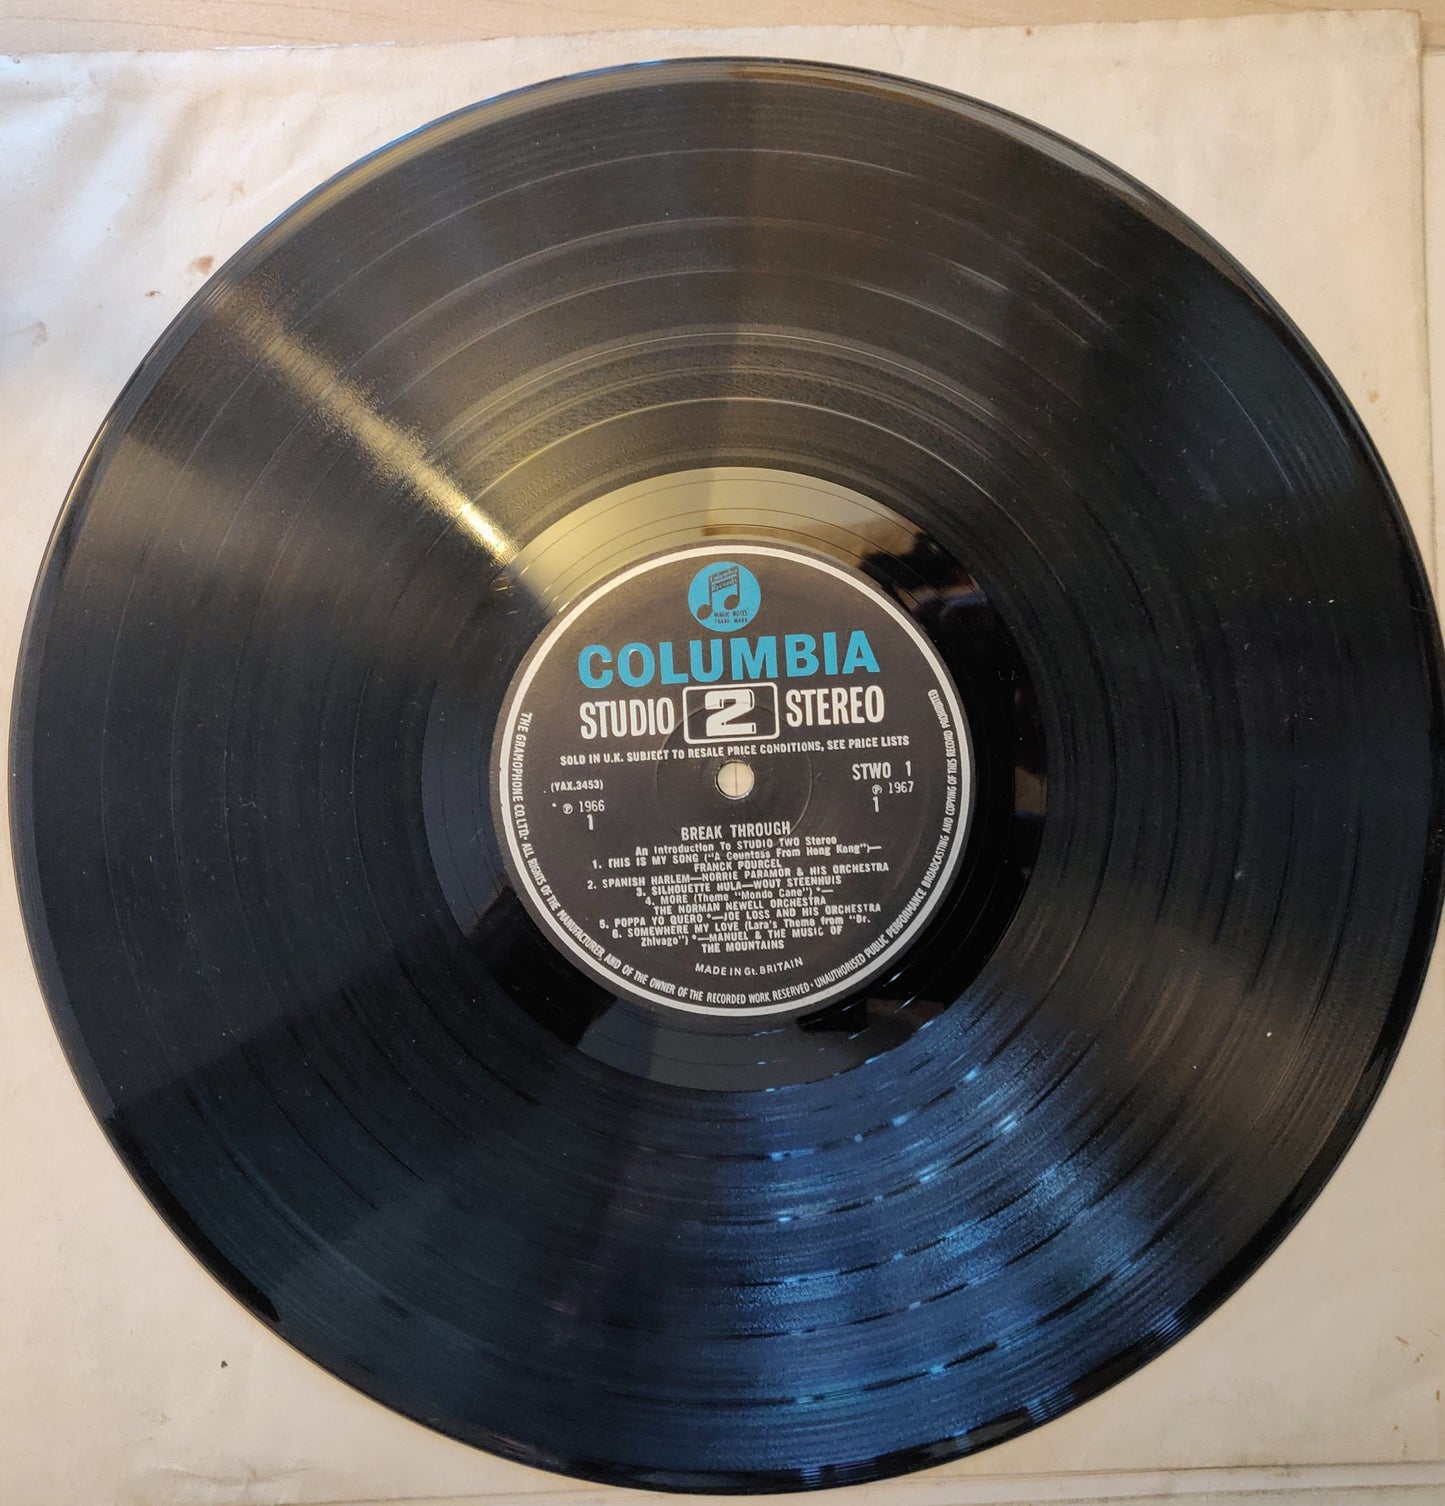 Columbia
Records
MAGIC NOTES
TRADE MARK
COLUMBIA
STUDIO 2 STEREO
SOLD IN U.K. SUBJECT TO RESALE PRICE CONDITIONS, SEE PRICE LISTS
(YAX.3453)
* ℗ 1966
1
STWO 1
℗ 1967
1
BREAK THROUGH
An Introduction To STUDIO TWO Stereo
1. THIS IS MY SONG ("A Countess From Hong Kong")—
FRANCK POURCEL
2. SPANISH HARLEM—NORRIE PARAMOR & HIS ORCHESTRA
3. SILHOUETTE HULA—WOUT STEENHUIS
4. MORE (Theme "Mondo Cane") *—
THE NORMAN NEWELL ORCHESTRA
5. POPPA YO QUERO *—JOE LOSS AND HIS ORCHESTRA
6. SOMEWHERE MY LOVE (Lara's Theme from "Dr.
Zhivago") *—MANUEL & THE MUSIC OF
THE MOUNTAINS
MADE IN Gt. BRITAIN
THE GRAMOPHONE CO. LTD. · ALL RIGHTS OF THE MANUFACTURER AND OF THE OWNER OF THE RECORDED WORK RESERVED · UNAUTHORISED PUBLIC PERFORMANCE BROADCASTING AND COPYING OF THIS RECORD PROHIBITED